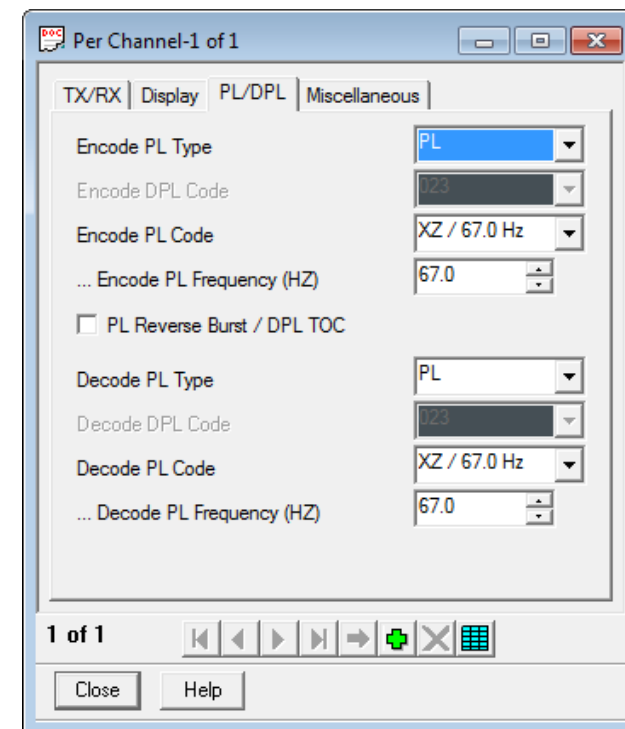 DOC Per Channel-1 of 1
TX/RX Display PL/DPL Miscellaneous
Encode PL Type PL
Encode DPL Code 023
Encode PL Code XZ / 67.0 Hz
... Encode PL Frequency (HZ) 67.0
PL Reverse Burst / DPL TOC
Decode PL Type PL
Decode DPL Code 023
Decode PL Code XZ / 67.0 Hz
... Decode PL Frequency (HZ) 67.0
1 of 1
Close Help